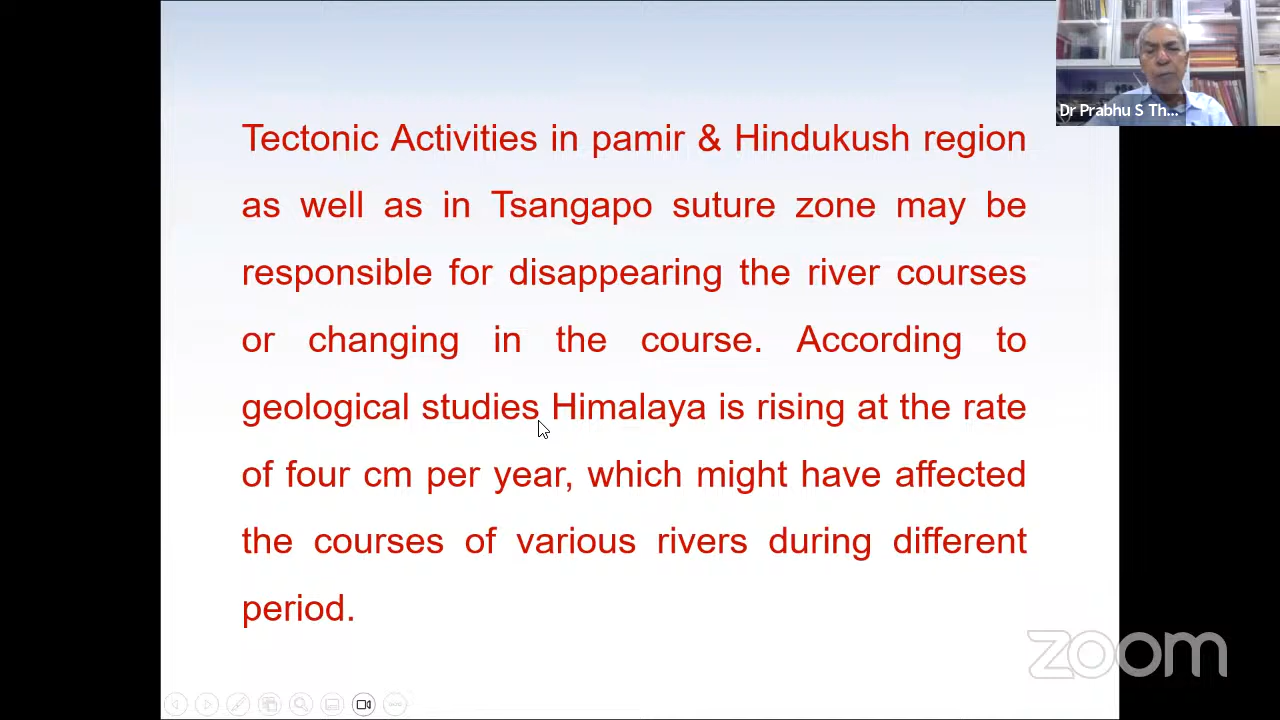 Dr Prabhu S Th...
Tectonic Activities in pamir & Hindukush region
as well as in Tsangapo suture zone may be
responsible for disappearing the river courses
or changing in the course. According to
geological studies Himalaya is rising at the rate
of four cm per year, which might have affected
the courses of various rivers during different
period.
zoom